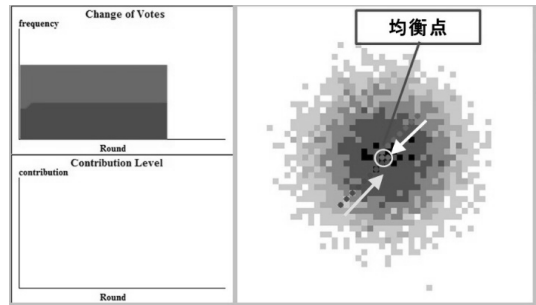 Change of Votes
frequency
Round
Contribution Level
contribution
Round
均衡点